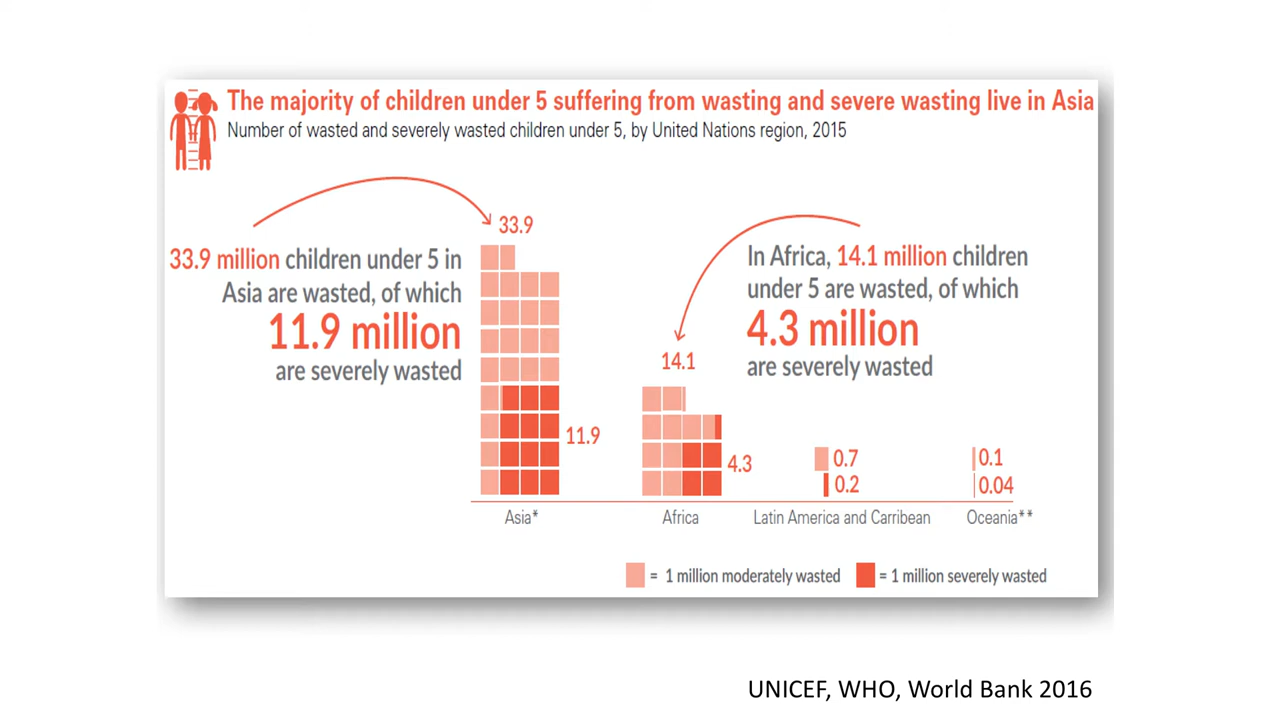 The majority of children under 5 suffering from wasting and severe wasting live in Asia
Number of wasted and severely wasted children under 5, by United Nations region, 2015
33.9
33.9 million children under 5 in
Asia are wasted, of which
11.9 million
are severely wasted
In Africa, 14.1 million children
under 5 are wasted, of which
4.3 million
are severely wasted
14.1
11.9
4.3
0.7
0.2
0.1
0.04
Asia*
Africa
Latin America and Carribean
Oceania**
= 1 million moderately wasted
= 1 million severely wasted
UNICEF, WHO, World Bank 2016